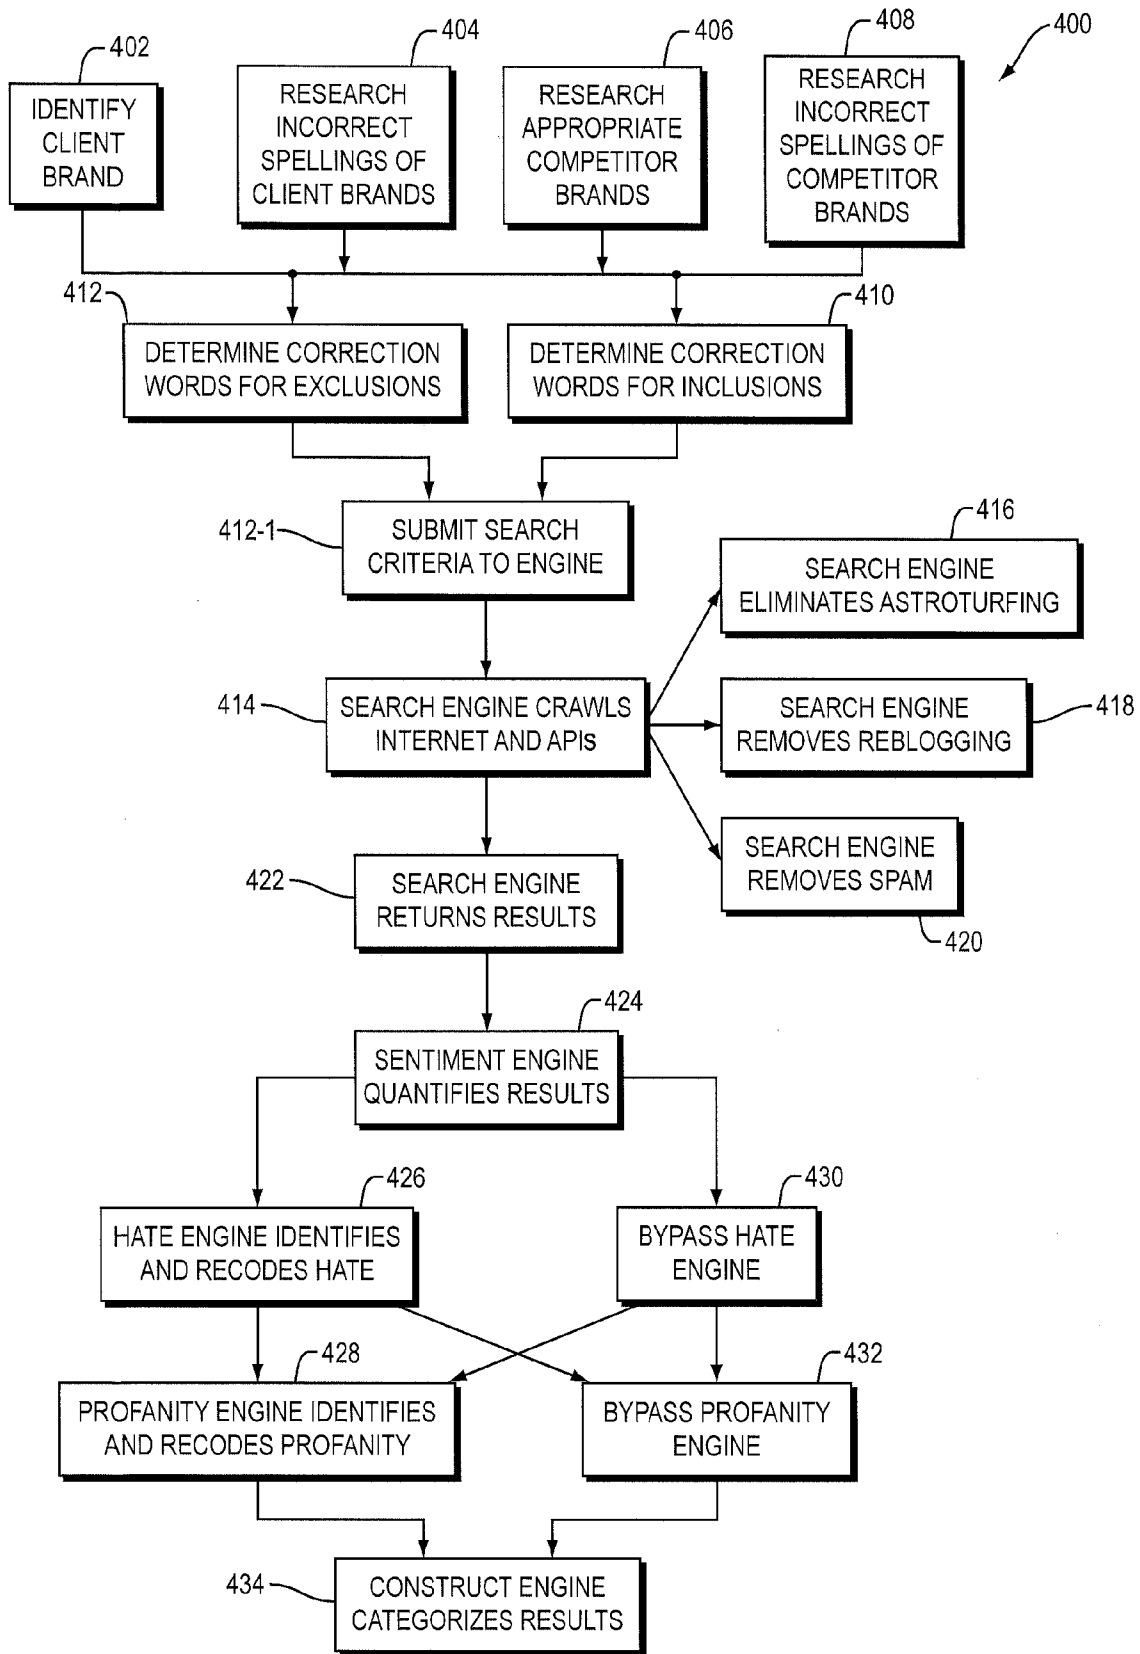 400
402
IDENTIFY
CLIENT
BRAND
404
RESEARCH
INCORRECT
SPELLINGS OF
CLIENT BRANDS
406
RESEARCH
APPROPRIATE
COMPETITOR
BRANDS
408
RESEARCH
INCORRECT
SPELLINGS OF
COMPETITOR
BRANDS
412
DETERMINE CORRECTION
WORDS FOR EXCLUSIONS
410
DETERMINE CORRECTION
WORDS FOR INCLUSIONS
412-1
SUBMIT SEARCH
CRITERIA TO ENGINE
416
SEARCH ENGINE
ELIMINATES ASTROTURFING
414
SEARCH ENGINE CRAWLS
INTERNET AND APIs
418
SEARCH ENGINE
REMOVES REBLOGGING
SEARCH ENGINE
REMOVES SPAM
420
422
SEARCH ENGINE
RETURNS RESULTS
424
SENTIMENT ENGINE
QUANTIFIES RESULTS
426
HATE ENGINE IDENTIFIES
AND RECODES HATE
430
BYPASS HATE
ENGINE
428
PROFANITY ENGINE IDENTIFIES
AND RECODES PROFANITY
432
BYPASS PROFANITY
ENGINE
434
CONSTRUCT ENGINE
CATEGORIZES RESULTS